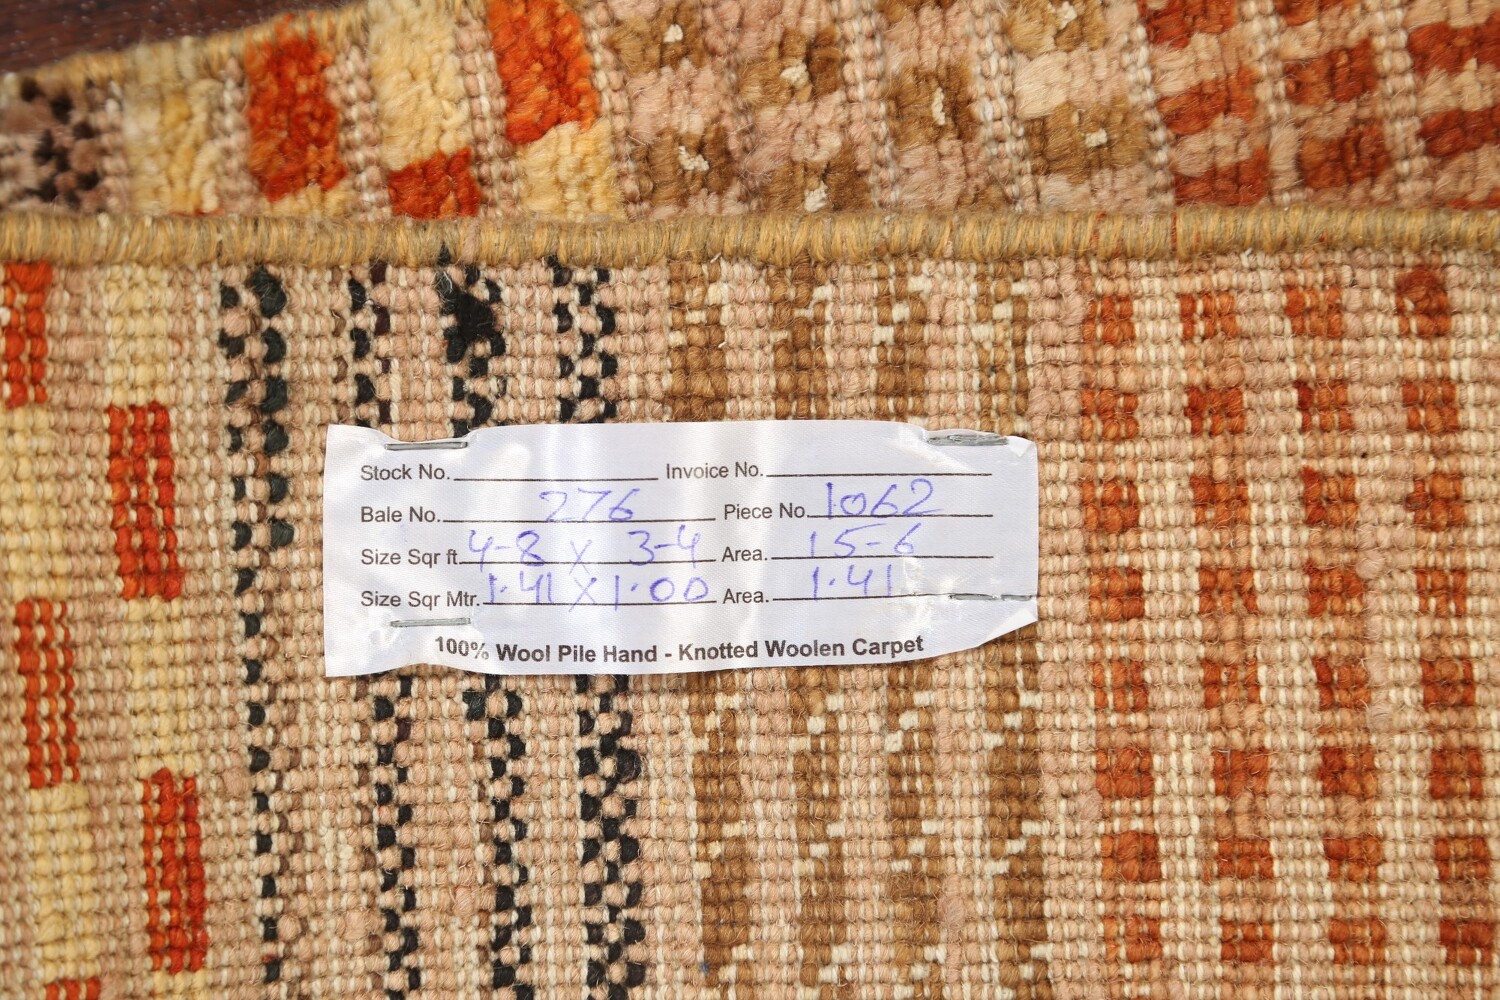 Stock No. Invoice No.
Bale No. 276 Piece No. 1062
Size Sqr ft. 4-8 x 3-4 Area. 15-6
Size Sqr Mtr. 1.41 x 1.00 Area. 1.41
100% Wool Pile Hand - Knotted Woolen Carpet